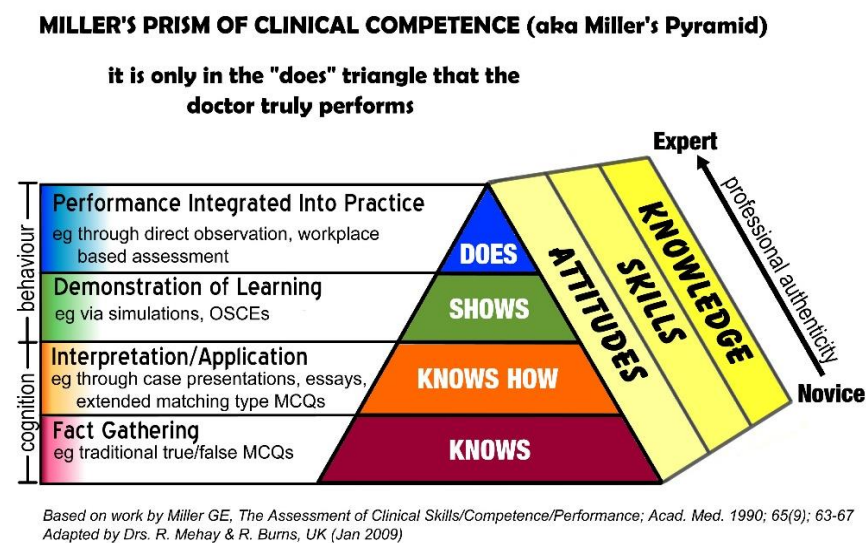 MILLER'S PRISM OF CLINICAL COMPETENCE (aka Miller's Pyramid)
it is only in the "does" triangle that the
doctor truly performs
Expert
professional authenticity
Novice
behaviour
cognition
Performance Integrated Into Practice
eg through direct observation, workplace
based assessment
DOES
Demonstration of Learning
eg via simulations, OSCEs
SHOWS
Interpretation/Application
eg through case presentations, essays,
extended matching type MCQs
KNOWS HOW
Fact Gathering
eg traditional true/false MCQs
KNOWS
ATTITUDES
SKILLS
KNOWLEDGE
Based on work by Miller GE, The Assessment of Clinical Skills/Competence/Performance; Acad. Med. 1990; 65(9); 63-67
Adapted by Drs. R. Mehay & R. Burns, UK (Jan 2009)